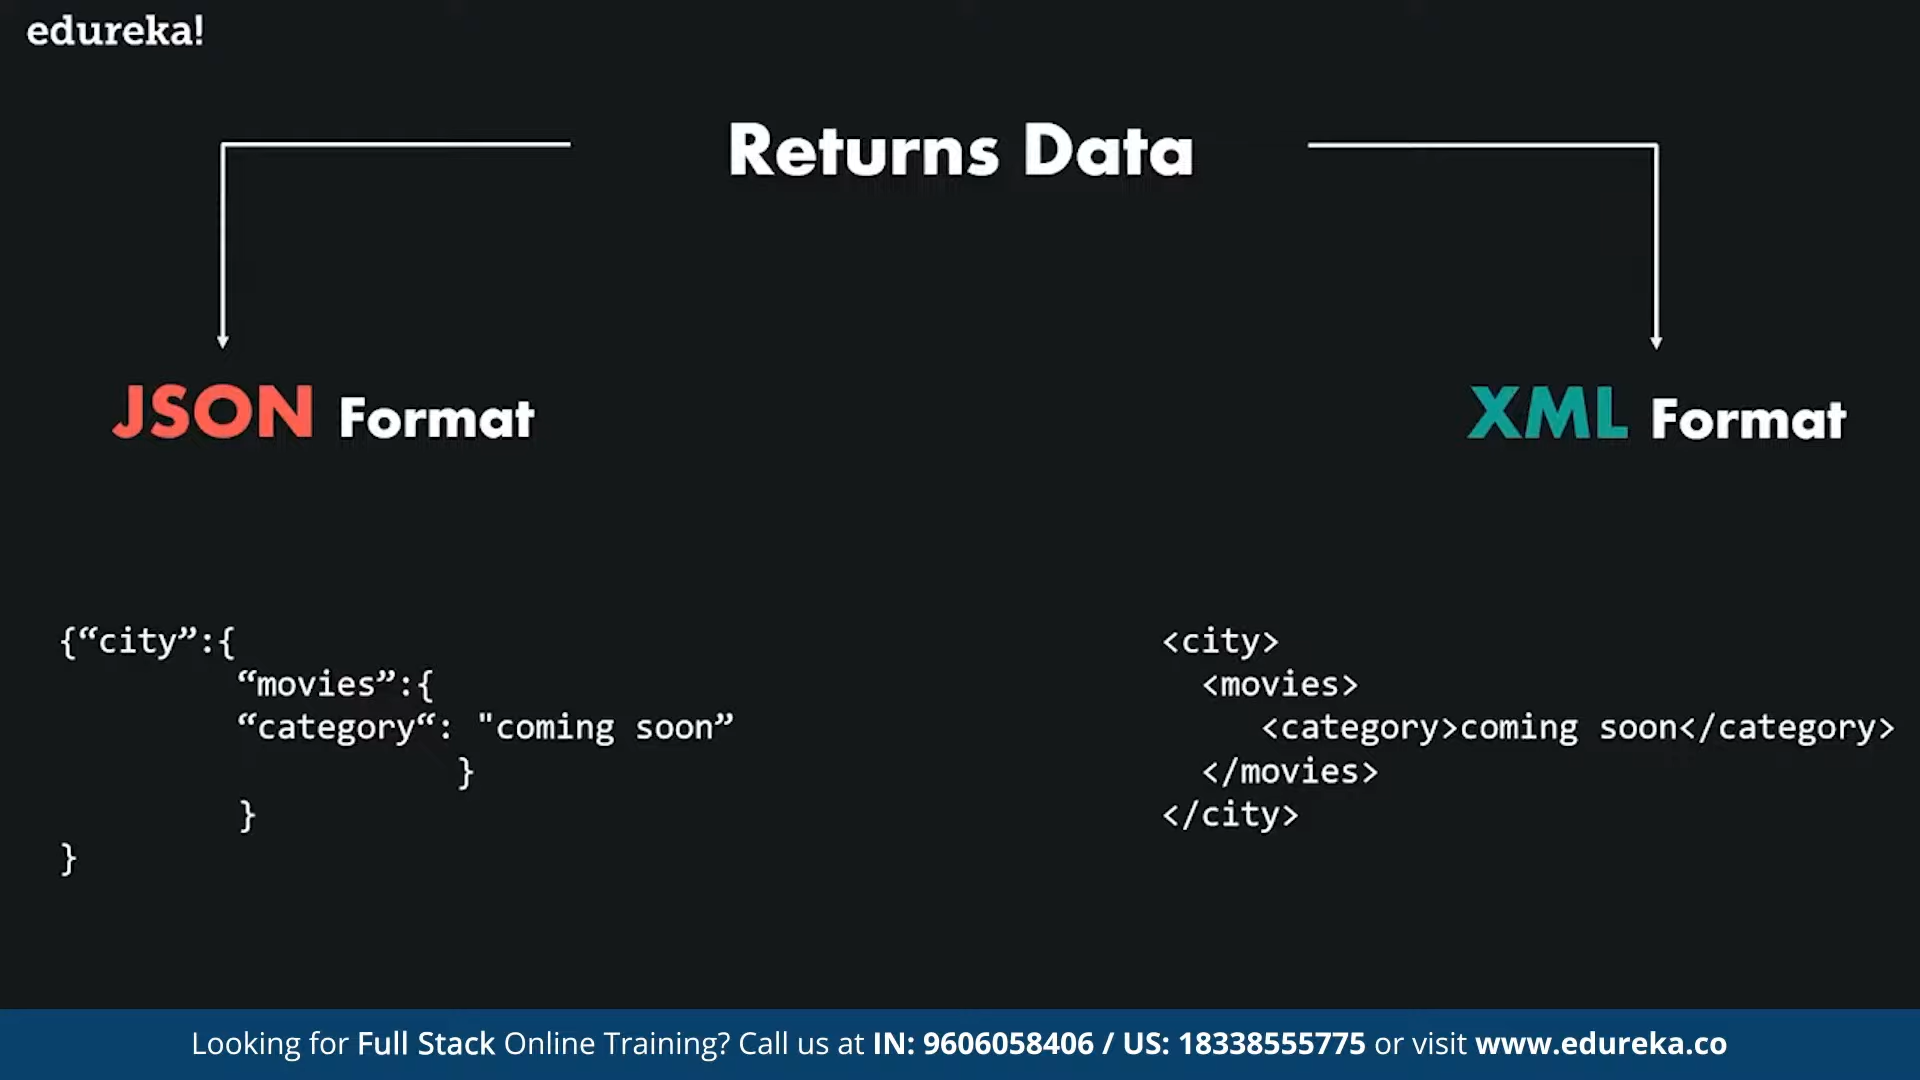 edureka!
Returns Data
JSON Format
XML Format
{“city”:{
“movies”:{
“category“: "coming soon”
}
}
}
<city>
<movies>
<category>coming soon</category>
</movies>
</city>
Looking for Full Stack Online Training? Call us at IN: 9606058406 / US: 18338555775 or visit www.edureka.co